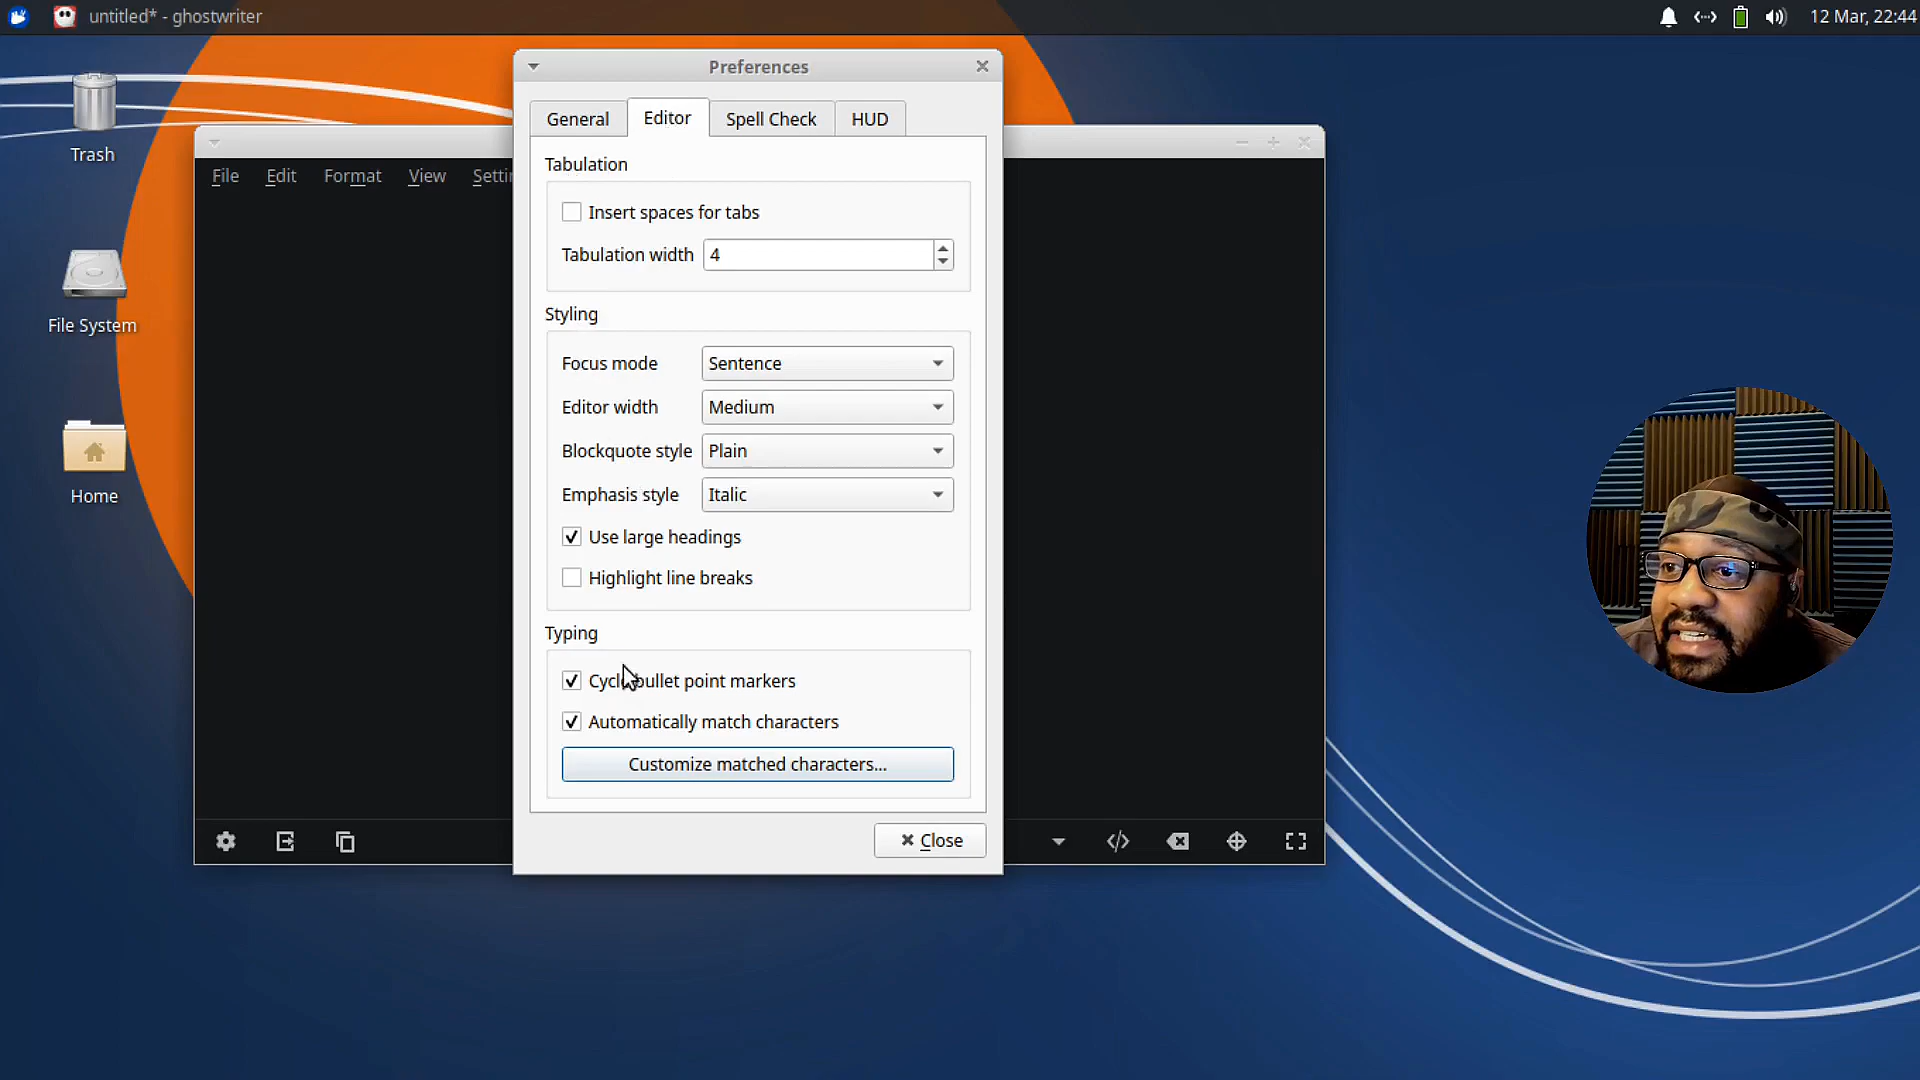 untitled* - ghostwriter
12 Mar, 22:44
Trash
File System
Home
File Edit Format View Settin
Preferences
General Editor Spell Check HUD
Tabulation
Insert spaces for tabs
Tabulation width 4
Styling
Focus mode Sentence
Editor width Medium
Blockquote style Plain
Emphasis style Italic
Use large headings
Highlight line breaks
Typing
Cycle bullet point markers
Automatically match characters
Customize matched characters...
Close